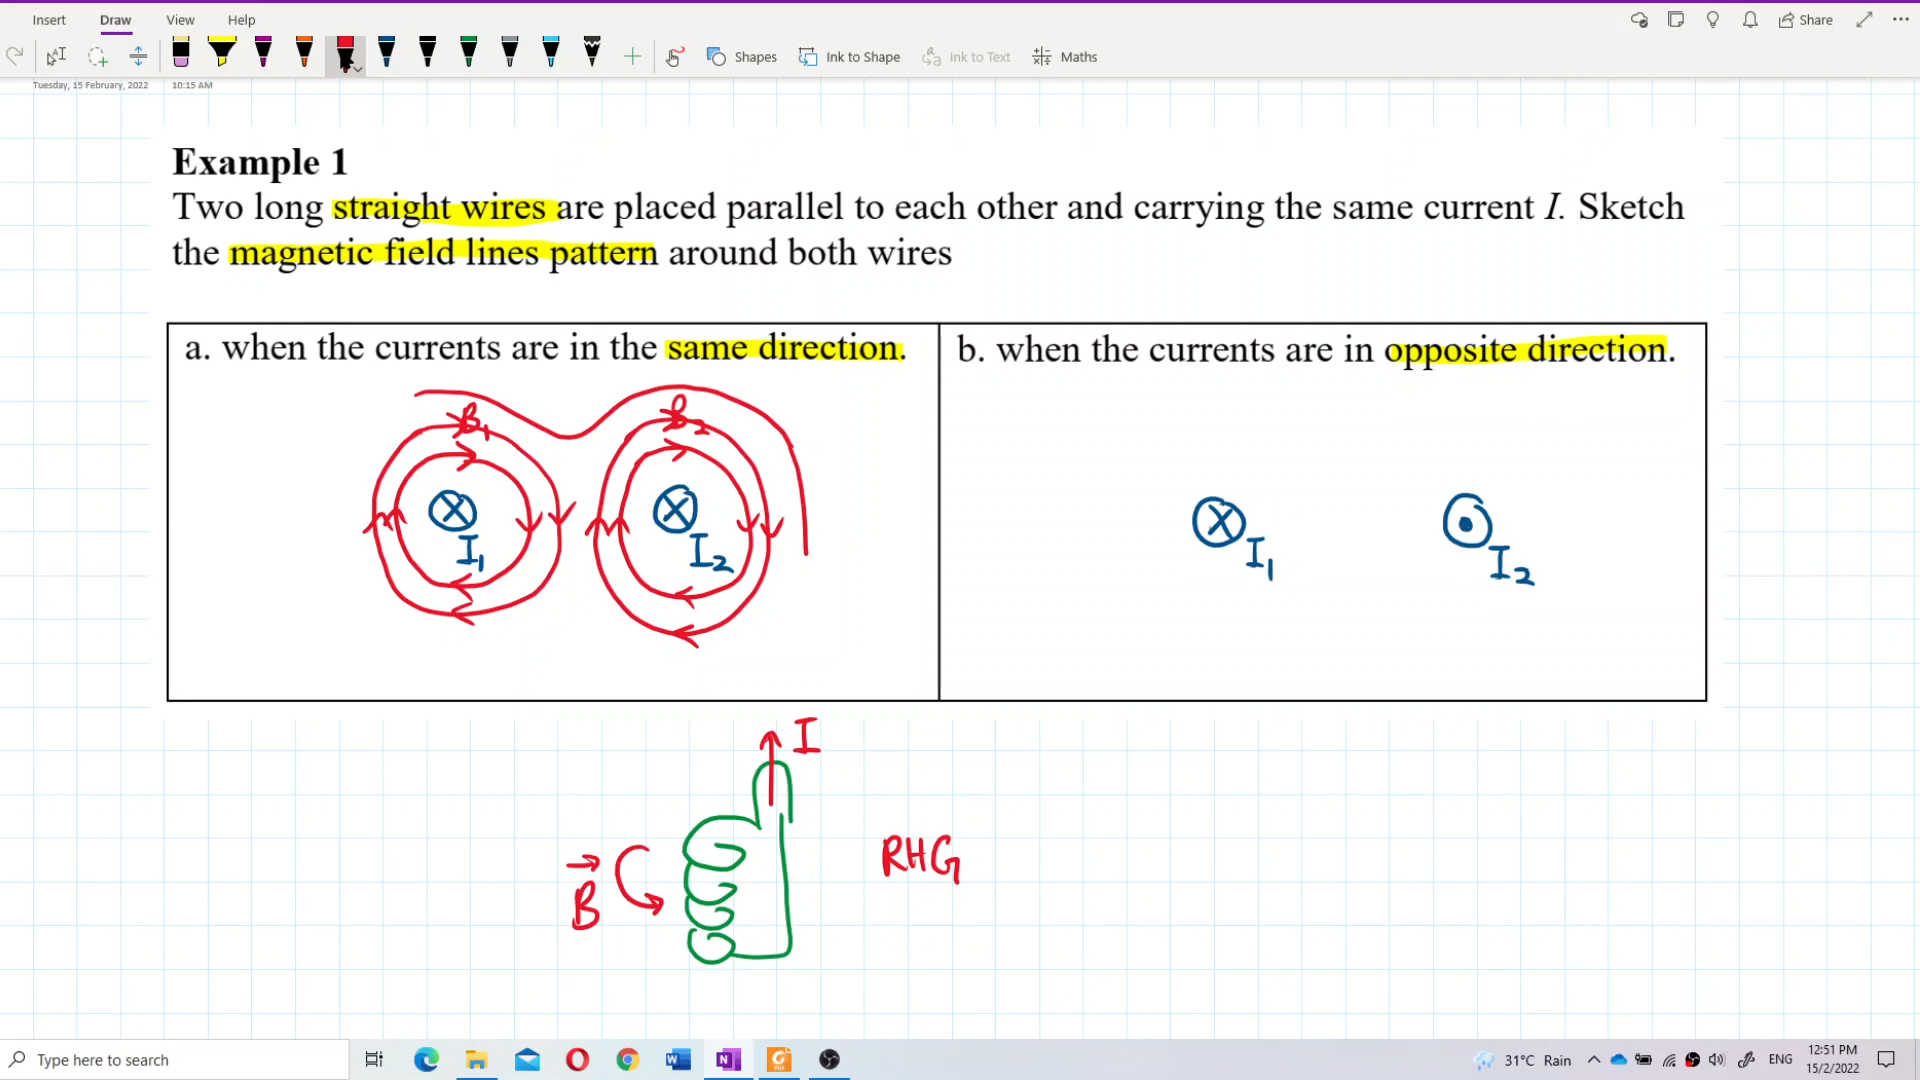 Insert Draw View Help
Share
Shapes Ink to Shape Ink to Text Maths
Tuesday, 15 February, 2022 10:15 AM
Example 1
Two long straight wires are placed parallel to each other and carrying the same current I. Sketch
the magnetic field lines pattern around both wires
a. when the currents are in the same direction.
b. when the currents are in opposite direction.
B₁ B₂
I₁ I₂
I₁ I₂
I
RHG
B
Type here to search
31°C Rain
ENG
12:51 PM
15/2/2022